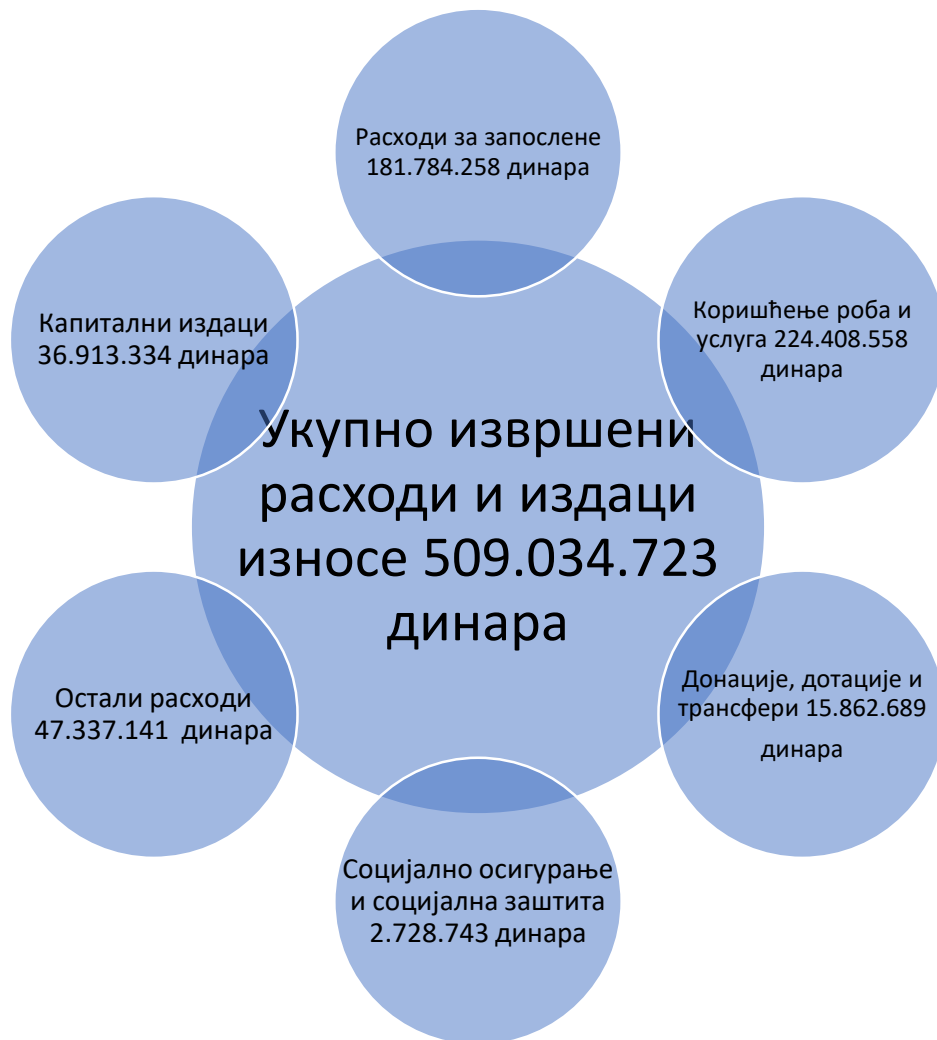 Расходи за запослене
181.784.258 динара
Коришћење роба и
услуга 224.408.558
динара
Капитални издаци
36.913.334 динара
Укупно извршени
расходи и издаци
износе 509.034.723
динара
Донације, дотације и
трансфери 15.862.689
динара
Остали расходи
47.337.141 динара
Социјално осигурање
и социјална заштита
2.728.743 динара